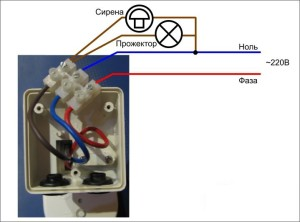 Сирена
Прожектор
Ноль
~220В
Фаза